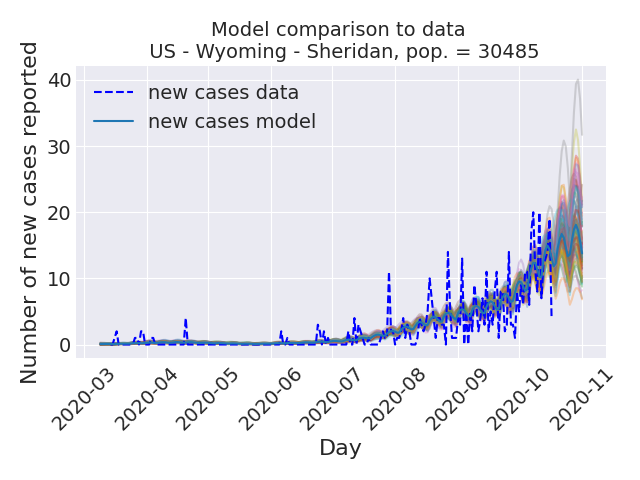 Model comparison to data
US - Wyoming - Sheridan, pop. = 30485
Number of new cases reported
40
30
20
10
0
new cases data
new cases model
2020-03
2020-04
2020-05
2020-06
2020-07
2020-08
2020-09
2020-10
2020-11
Day